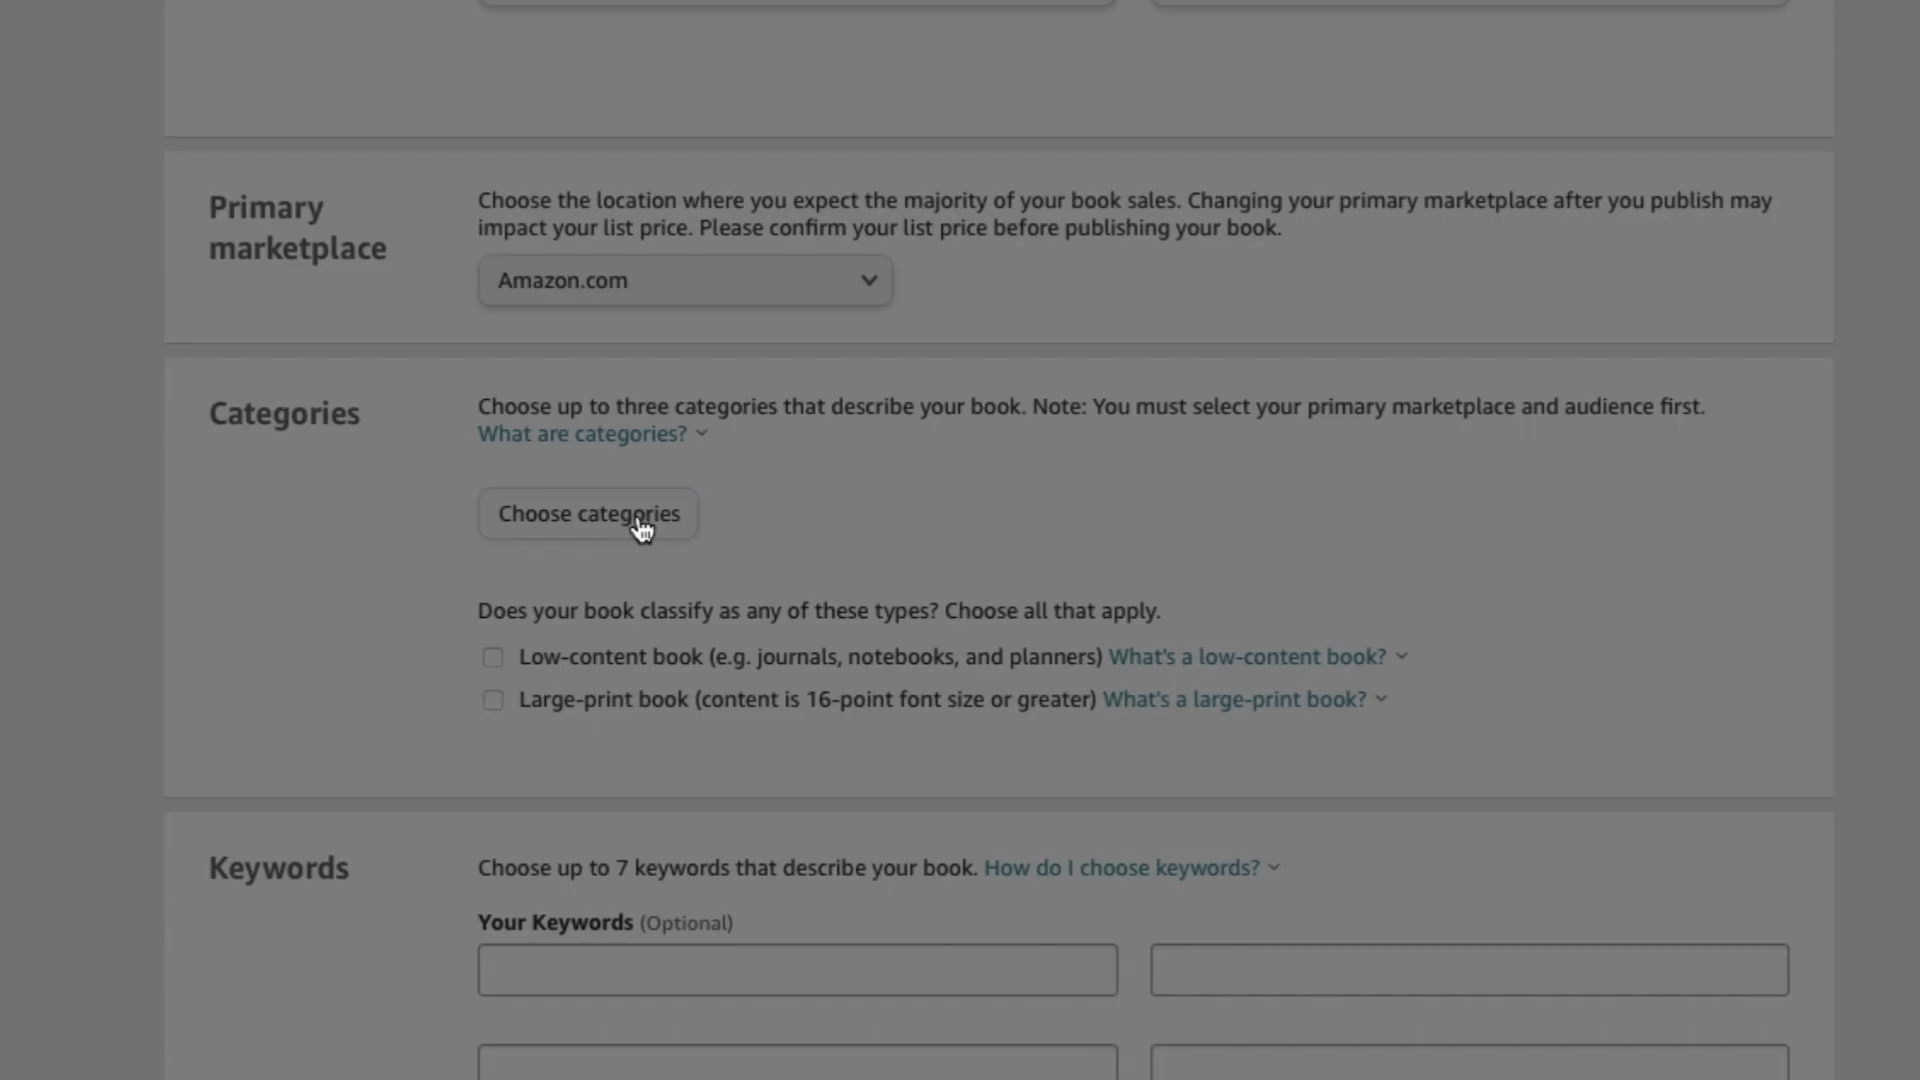 Primary
marketplace
Choose the location where you expect the majority of your book sales. Changing your primary marketplace after you publish may
impact your list price. Please confirm your list price before publishing your book.
Amazon.com
Categories
Choose up to three categories that describe your book. Note: You must select your primary marketplace and audience first.
What are categories?
Choose categories
Does your book classify as any of these types? Choose all that apply.
Low-content book (e.g. journals, notebooks, and planners) What's a low-content book?
Large-print book (content is 16-point font size or greater) What's a large-print book?
Keywords
Choose up to 7 keywords that describe your book. How do I choose keywords?
Your Keywords (Optional)